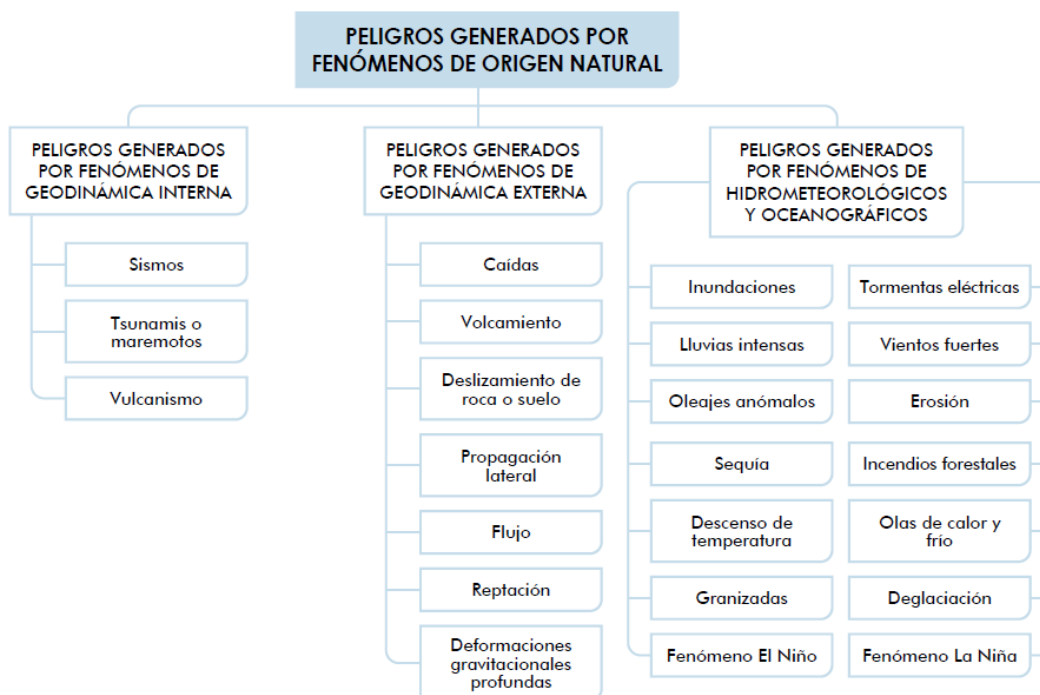 PELIGROS GENERADOS POR
FENÓMENOS DE ORIGEN NATURAL
PELIGROS GENERADOS
POR FENÓMENOS DE
GEODINÁMICA INTERNA
Sismos
Tsunamis o
maremotos
Vulcanismo
PELIGROS GENERADOS
POR FENÓMENOS DE
GEODINÁMICA EXTERNA
Caídas
Volcamiento
Deslizamiento de
roca o suelo
Propagación
lateral
Flujo
Reptación
Deformaciones
gravitacionales
profundas
PELIGROS GENERADOS
POR FENÓMENOS DE
HIDROMETEOROLÓGICOS
Y OCEANOGRÁFICOS
Inundaciones
Lluvias intensas
Oleajes anómalos
Sequía
Descenso de
temperatura
Granizadas
Fenómeno El Niño
Tormentas eléctricas
Vientos fuertes
Erosión
Incendios forestales
Olas de calor y
frío
Deglaciación
Fenómeno La Niña